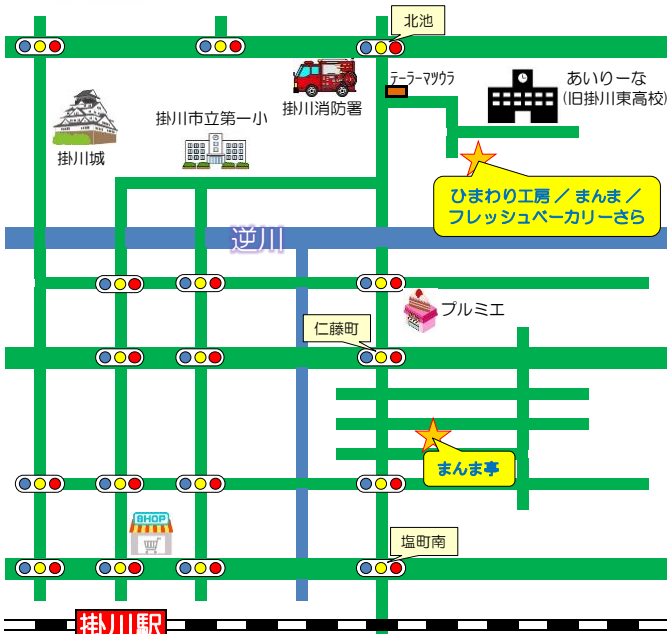 北池
テーラーマツウラ
あいりーな
(旧掛川東高校)
掛川消防署
掛川市立第一小
掛川城
ひまわり工房 ／ まんま ／
フレッシュベーカリーさら
逆川
プルミエ
仁藤町
まんま亭
SHOP
塩町南
掛川駅